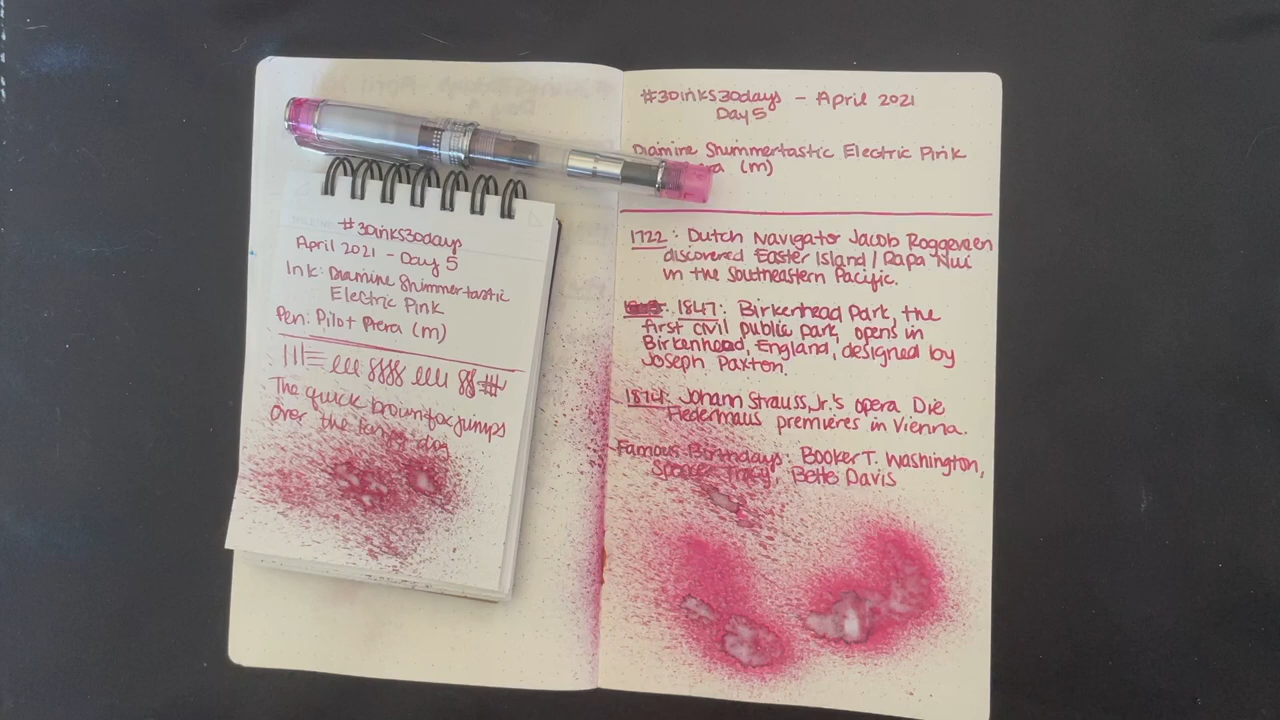 #30inks30days
April 2021 - Day 5
Ink: Diamine Shimmertastic
Electric Pink
Pen: Pilot Prera (m)
The quick brown fox jumps
over the lazy dog
#30inks30days - April 2021
Day 5
Diamine Shimmertastic Electric Pink
(m)
1722: Dutch Navigator Jacob Roggeveen
discovered Easter Island/Rapa Nui
in the Southeastern Pacific.
1847: Birkenhead Park, the
first civil public park, opens in
Birkenhead, England, designed by
Joseph Paxton.
1874: Johann Strauss, Jr.'s opera Die
Fledermaus premieres in Vienna.
Famous Birthdays: Booker T. Washington,
Spencer Tracy, Bette Davis